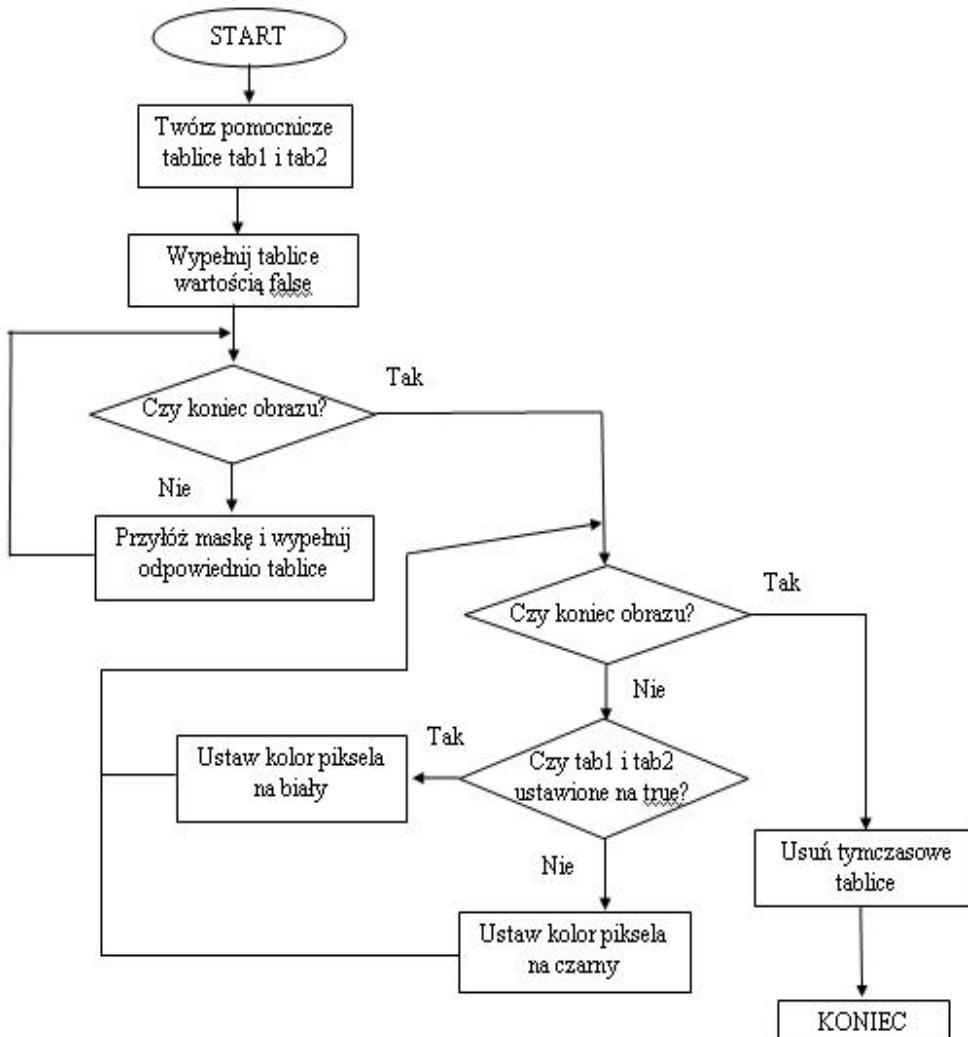 START
Twórz pomocnicze
tablice tab1 i tab2
Wypełnij tablice
wartością false
Tak
Czy koniec obrazu?
Nie
Przyłóż maskę i wypełnij
odpowiednio tablice
Tak
Czy koniec obrazu?
Nie
Tak
Czy tab1 i tab2
ustawione na true?
Ustaw kolor piksela
na biały
Nie
Ustaw kolor piksela
na czarny
Usuń tymczasowe
tablice
KONIEC